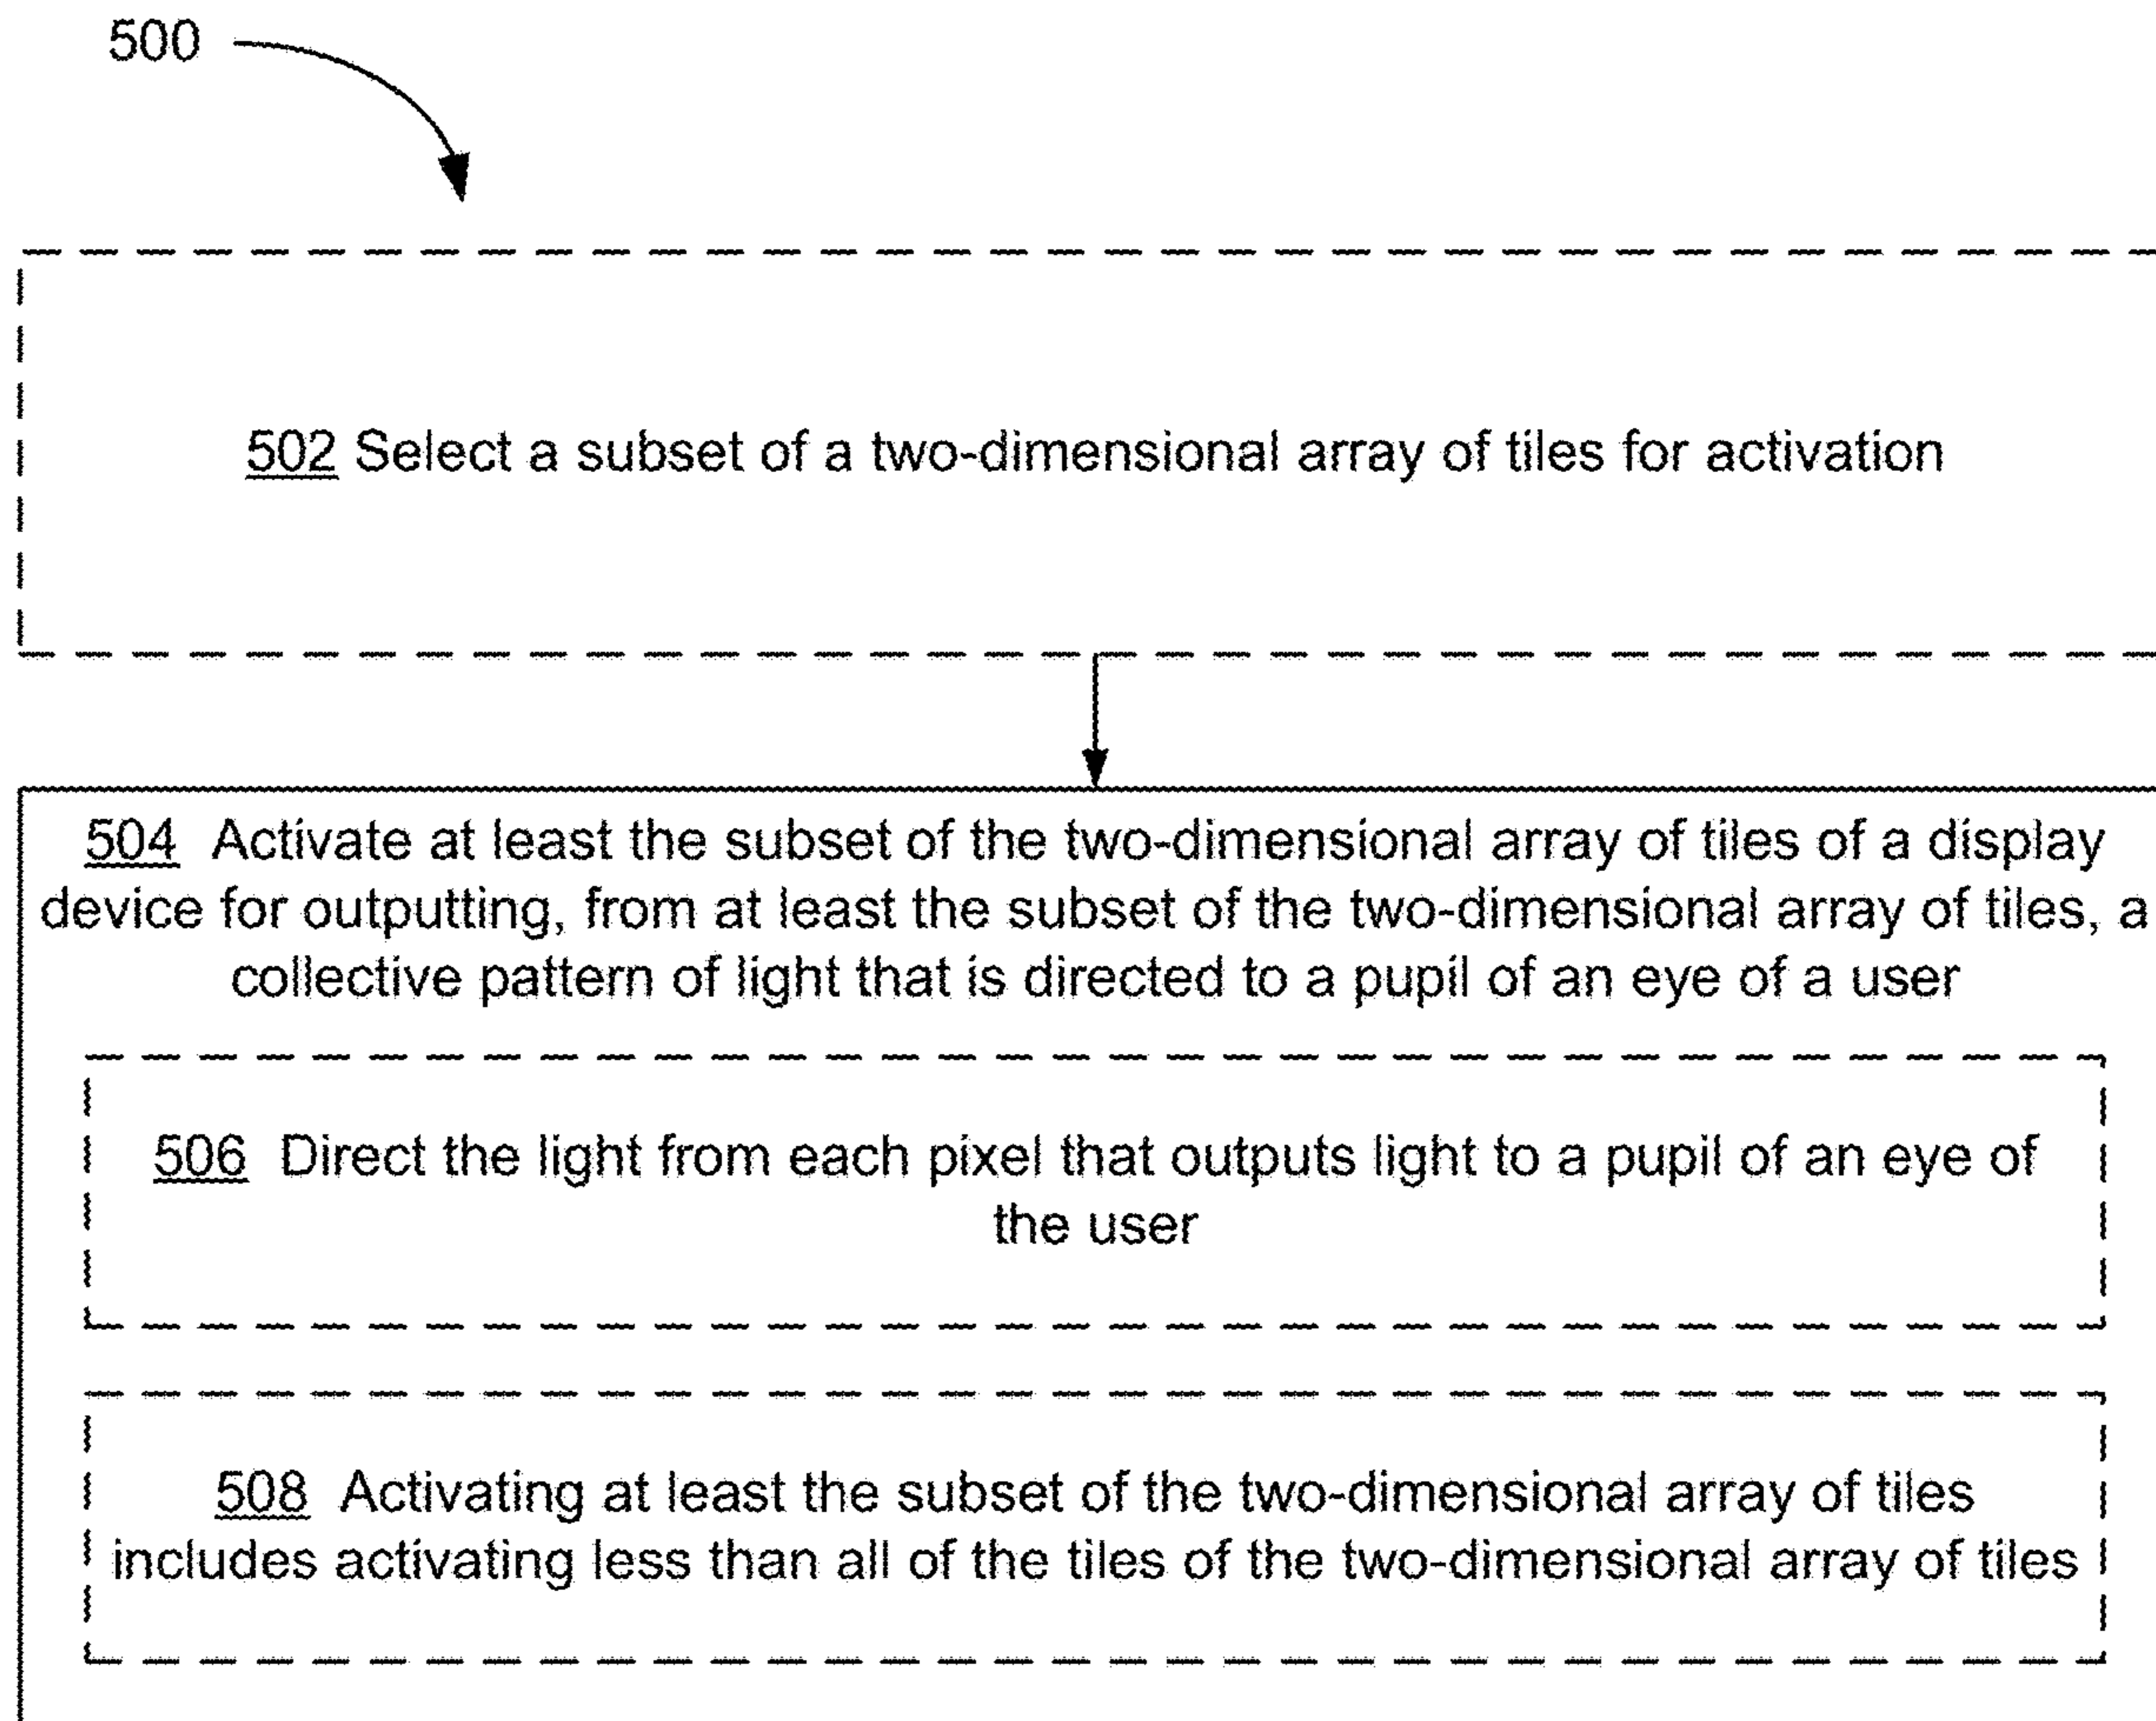 500
502 Select a subset of a two-dimensional array of tiles for activation
504 Activate at least the subset of the two-dimensional array of tiles of a display
device for outputting, from at least the subset of the two-dimensional array of tiles, a
collective pattern of light that is directed to a pupil of an eye of a user
506 Direct the light from each pixel that outputs light to a pupil of an eye of
the user
508 Activating at least the subset of the two-dimensional array of tiles
includes activating less than all of the tiles of the two-dimensional array of tiles